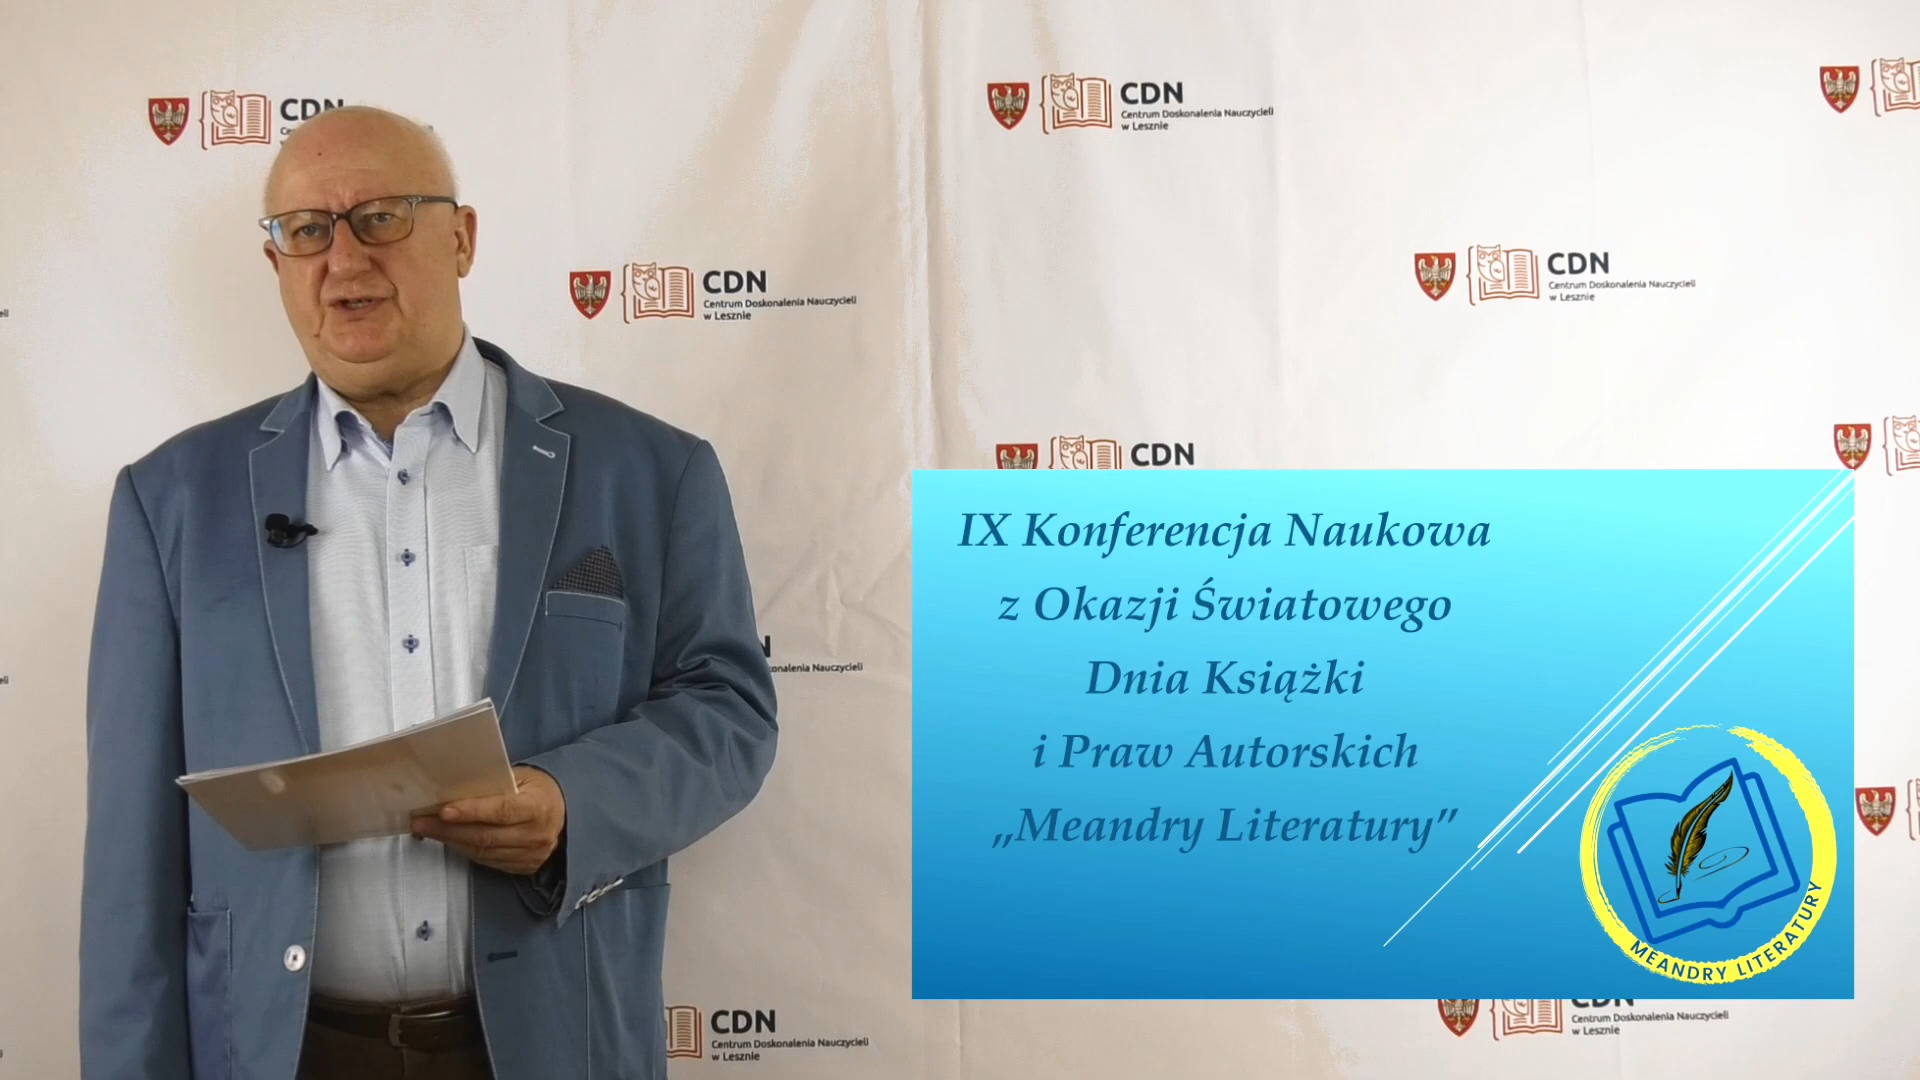 CDN
CDN
Centrum Doskonalenia Nauczycieli
w Lesznie
CDN
Centrum Doskonalenia Nauczycieli
w Lesznie
CDN
Centrum Doskonalenia Nauczycieli
w Lesznie
CDN
IX Konferencja Naukowa
z Okazji Światowego
Dnia Książki
i Praw Autorskich
„Meandry Literatury”
MEANDRY LITERATURY
Nauczycieli
CDN
Centrum Doskonalenia Nauczycieli
w Lesznie
CDN
Centrum Doskonalenia Nauczycieli
w Lesznie